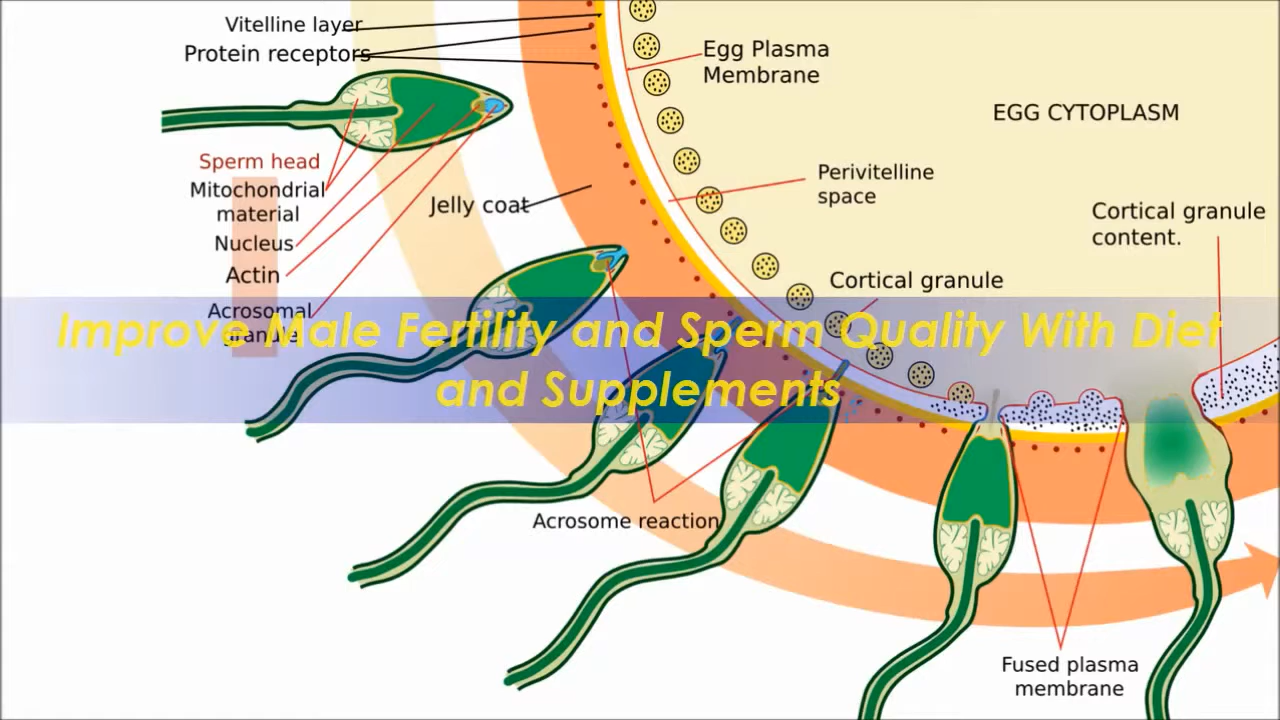 Vitelline layer
Protein receptors
Egg Plasma
Membrane
EGG CYTOPLASM
Sperm head
Mitochondrial
material
Nucleus
Actin
Acrosomal
granule
Jelly coat
Perivitelline
space
Cortical granule
content.
Cortical granule
Improve Male Fertility and Sperm Quality With Diet
and Supplements
Acrosome reaction
Fused plasma
membrane